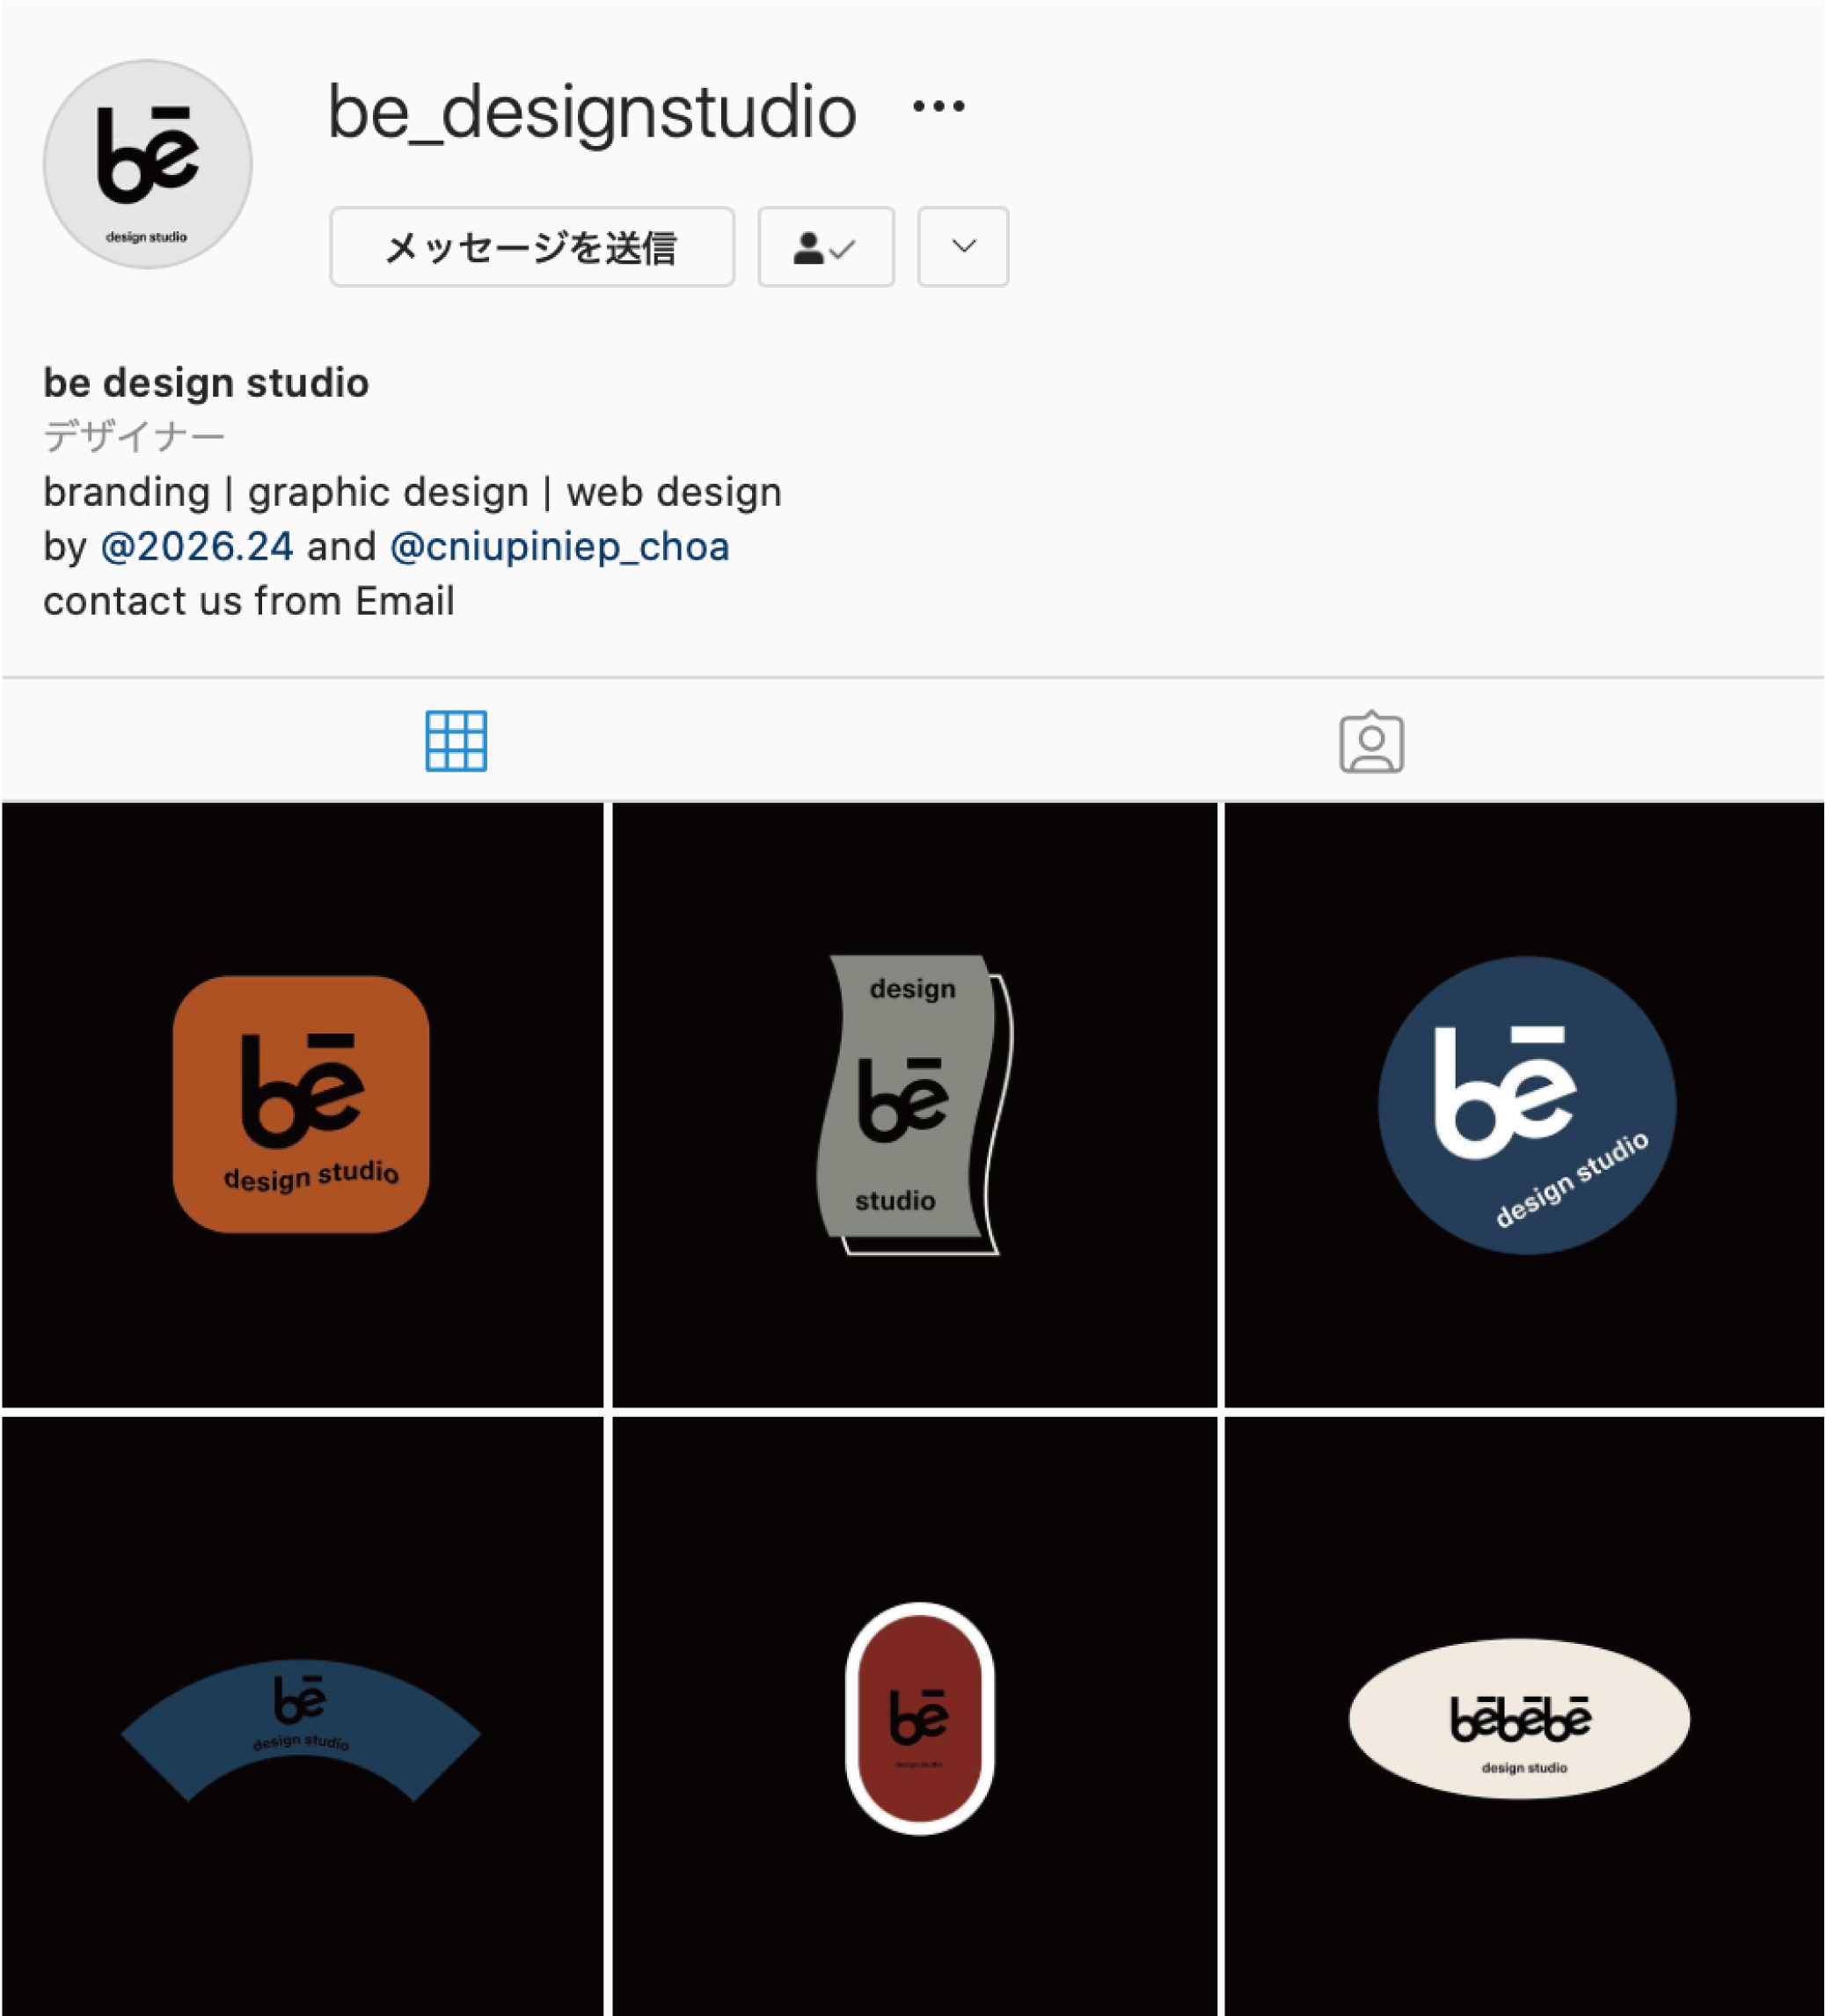 bē
design studio
be_designstudio
メッセージを送信
be design studio
デザイナー
branding | graphic design | web design
by @2026.24 and @cniupiniep_choa
contact us from Email
bē
design studio
design
bē
studio
bē
design studio
bē
design studio
bē
design studio
bēbēbē
design studio